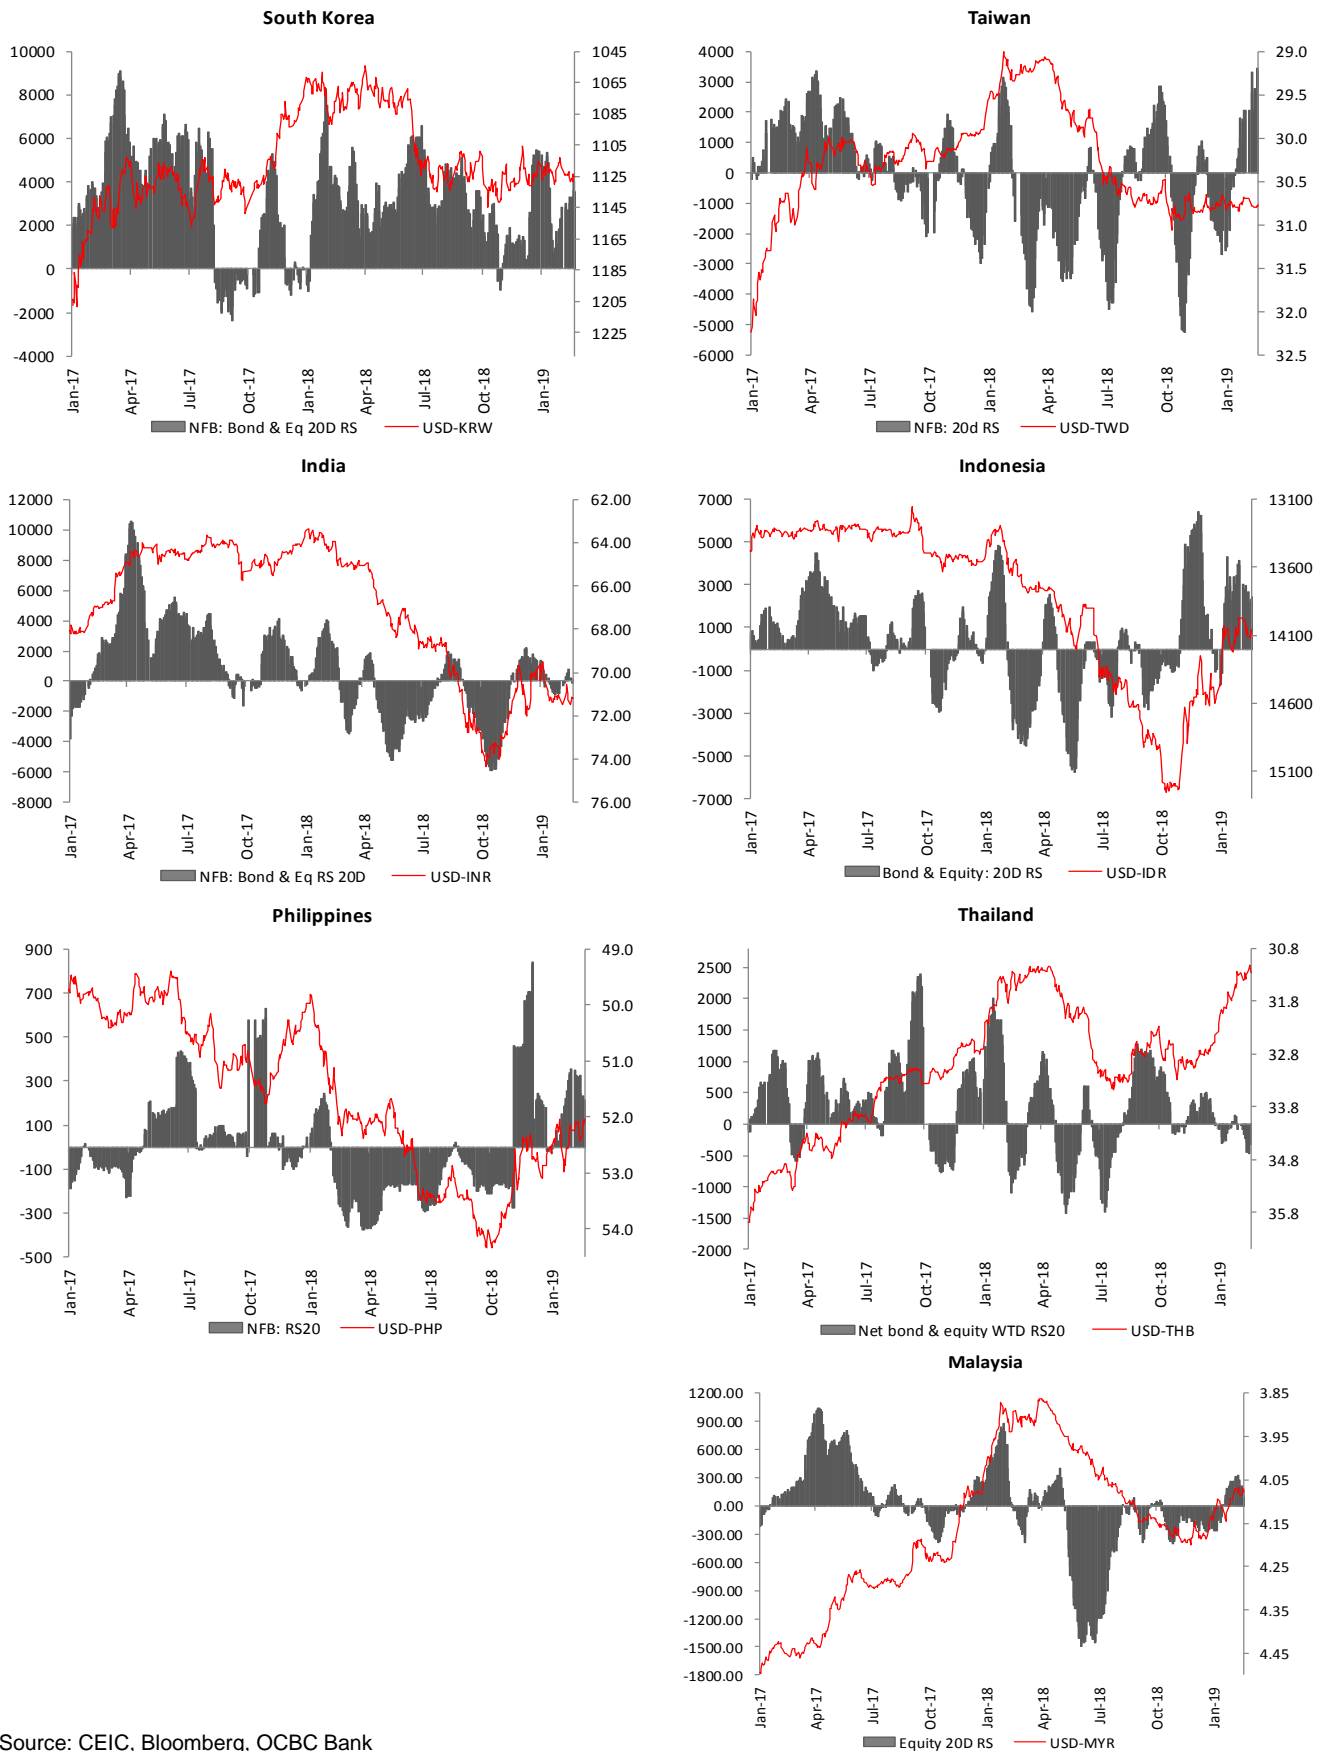 South Korea
10000
8000
6000
4000
2000
0
-2000
-4000
1045
1065
1085
1105
1125
1145
1165
1185
1205
1225
Jan-17
Apr-17
Jul-17
Oct-17
Jan-18
Apr-18
Jul-18
Oct-18
Jan-19
NFB: Bond & Eq 20D RS
USD-KRW
Taiwan
4000
3000
2000
1000
0
-1000
-2000
-3000
-4000
-5000
-6000
29.0
29.5
30.0
30.5
31.0
31.5
32.0
32.5
Jan-17
Apr-17
Jul-17
Oct-17
Jan-18
Apr-18
Jul-18
Oct-18
Jan-19
NFB: 20d RS
USD-TWD
India
12000
10000
8000
6000
4000
2000
0
-2000
-4000
-6000
-8000
62.00
64.00
66.00
68.00
70.00
72.00
74.00
76.00
Jan-17
Apr-17
Jul-17
Oct-17
Jan-18
Apr-18
Jul-18
Oct-18
Jan-19
NFB: Bond & Eq RS 20D
USD-INR
Indonesia
7000
5000
3000
1000
-1000
-3000
-5000
-7000
13100
13600
14100
14600
15100
Jan-17
Apr-17
Jul-17
Oct-17
Jan-18
Apr-18
Jul-18
Oct-18
Jan-19
Bond & Equity: 20D RS
USD-IDR
Philippines
900
700
500
300
100
-100
-300
-500
49.0
50.0
51.0
52.0
53.0
54.0
Jan-17
Apr-17
Jul-17
Oct-17
Jan-18
Apr-18
Jul-18
Oct-18
Jan-19
NFB: RS20
USD-PHP
Thailand
2500
2000
1500
1000
500
0
-500
-1000
-1500
-2000
30.8
31.8
32.8
33.8
34.8
35.8
Jan-17
Apr-17
Jul-17
Oct-17
Jan-18
Apr-18
Jul-18
Oct-18
Jan-19
Net bond & equity WTD RS20
USD-THB
Malaysia
1200.00
900.00
600.00
300.00
0.00
-300.00
-600.00
-900.00
-1200.00
-1500.00
-1800.00
3.85
3.95
4.05
4.15
4.25
4.35
4.45
Jan-17
Apr-17
Jul-17
Oct-17
Jan-18
Apr-18
Jul-18
Oct-18
Jan-19
Equity 20D RS
USD-MYR
Source: CEIC, Bloomberg, OCBC Bank